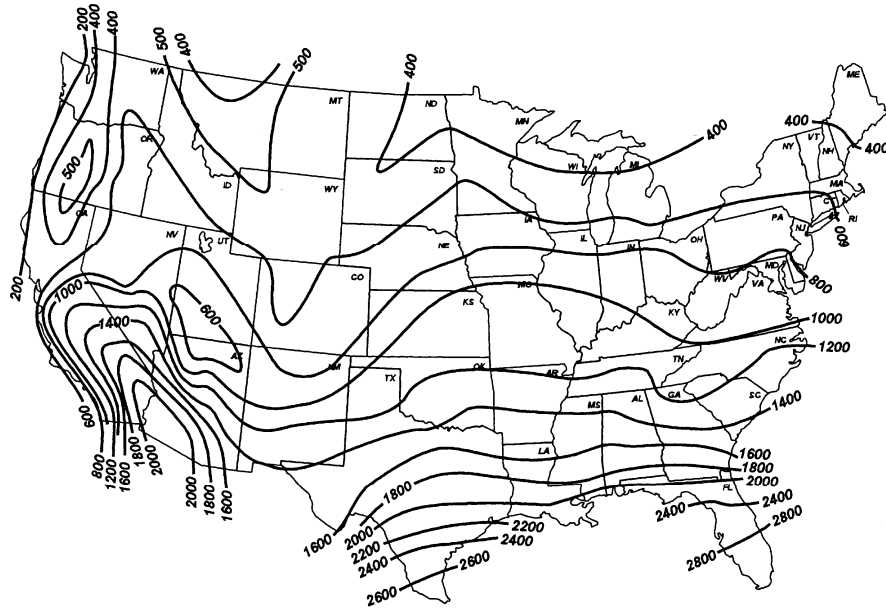 200
400
400
500
400
500
400
400
400
400
500
200
600
800
1000
600
1400
1000
1200
1400
600
800
1200
1600
1800
2000
2000
1800
1600
1600
1800
2000
1800
1600
2000
2200
2400
2600
2200
2400
2600
2400
2400
2800
2800
WA
MT
ND
MN
ME
OR
ID
WY
SD
WI
MI
NY
VT
NH
MA
RI
CA
NV
UT
CO
NE
IA
IL
IN
OH
PA
NJ
MD
WV
VA
KS
MO
KY
AZ
NM
TX
OK
AR
TN
NC
MS
AL
GA
SC
LA
FL